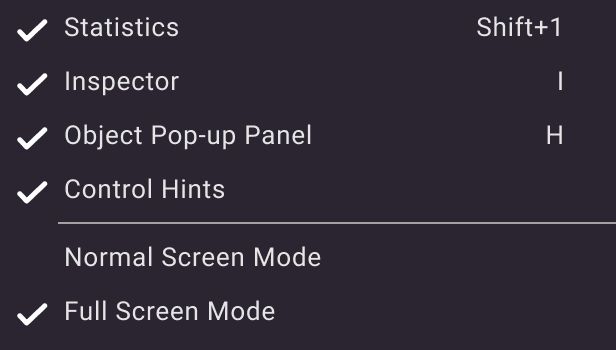 Statistics Shift+1
Inspector I
Object Pop-up Panel H
Control Hints
Normal Screen Mode
Full Screen Mode